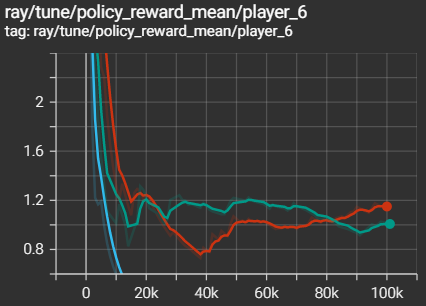 ray/tune/policy_reward_mean/player_6
tag: ray/tune/policy_reward_mean/player_6
2
1.6
1.2
0.8
0 20k 40k 60k 80k 100k